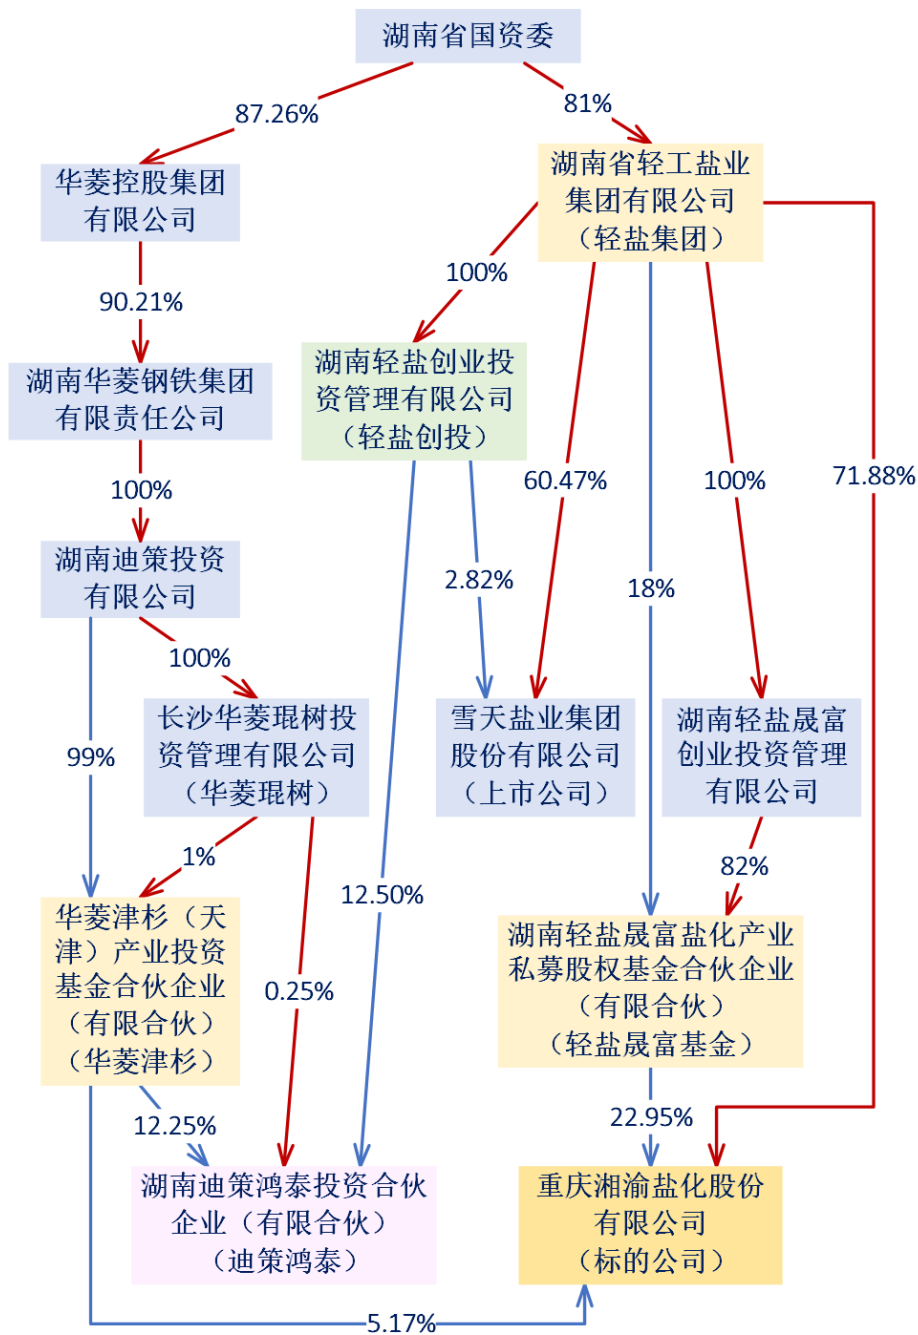 湖南省国资委
87.26%
81%
华菱控股集团
有限公司
湖南省轻工盐业
集团有限公司
（轻盐集团）
90.21%
100%
湖南华菱钢铁集团
有限责任公司
湖南轻盐创业投
资管理有限公司
（轻盐创投）
100%
60.47%
100%
71.88%
湖南迪策投资
有限公司
2.82%
18%
100%
长沙华菱琨树投
资管理有限公司
（华菱琨树）
雪天盐业集团
股份有限公司
（上市公司）
湖南轻盐晟富
创业投资管理
有限公司
99%
1%
82%
12.50%
华菱津杉（天
津）产业投资
基金合伙企业
（有限合伙）
（华菱津杉）
0.25%
湖南轻盐晟富盐化产业
私募股权基金合伙企业
（有限合伙）
（轻盐晟富基金）
12.25%
22.95%
湖南迪策鸿泰投资合伙
企业（有限合伙）
（迪策鸿泰）
重庆湘渝盐化股份
有限公司
（标的公司）
5.17%